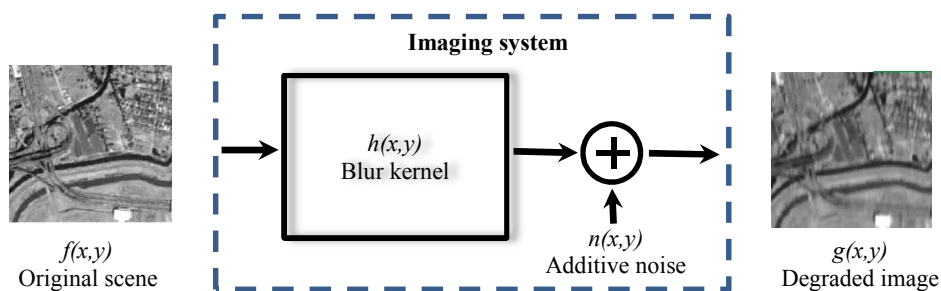 Imaging system
h(x,y)
Blur kernel
n(x,y)
Additive noise
f(x,y)
Original scene
g(x,y)
Degraded image